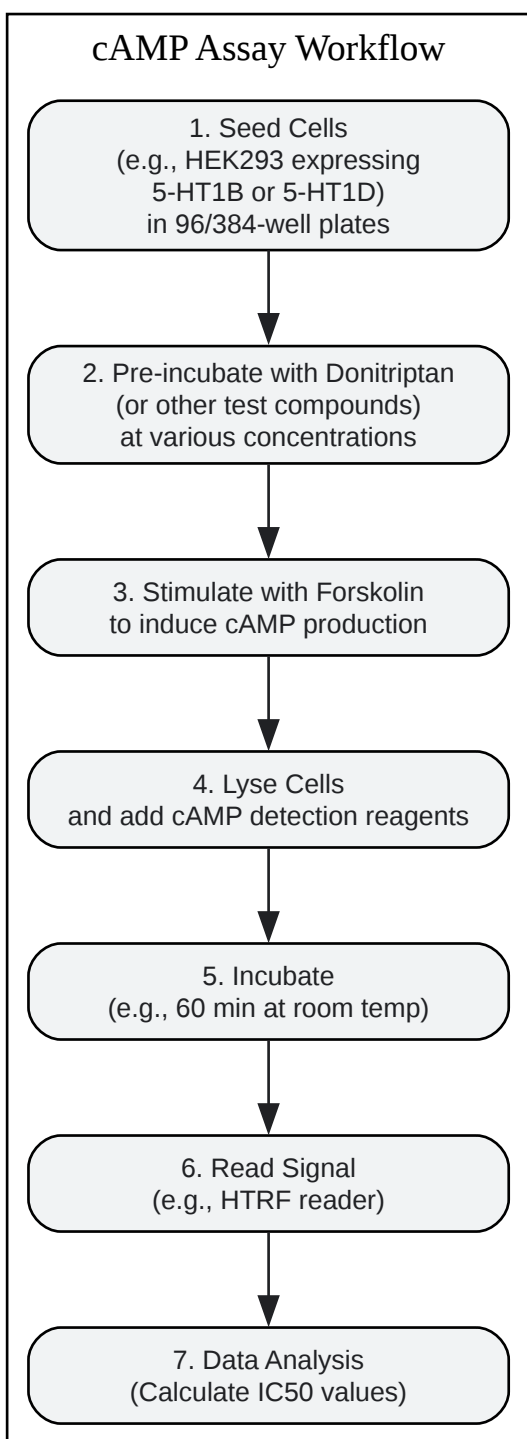 cAMP Assay Workflow
1. Seed Cells
(e.g., HEK293 expressing
5-HT1B or 5-HT1D)
in 96/384-well plates
2. Pre-incubate with Donitriptan
(or other test compounds)
at various concentrations
3. Stimulate with Forskolin
to induce cAMP production
4. Lyse Cells
and add cAMP detection reagents
5. Incubate
(e.g., 60 min at room temp)
6. Read Signal
(e.g., HTRF reader)
7. Data Analysis
(Calculate IC50 values)